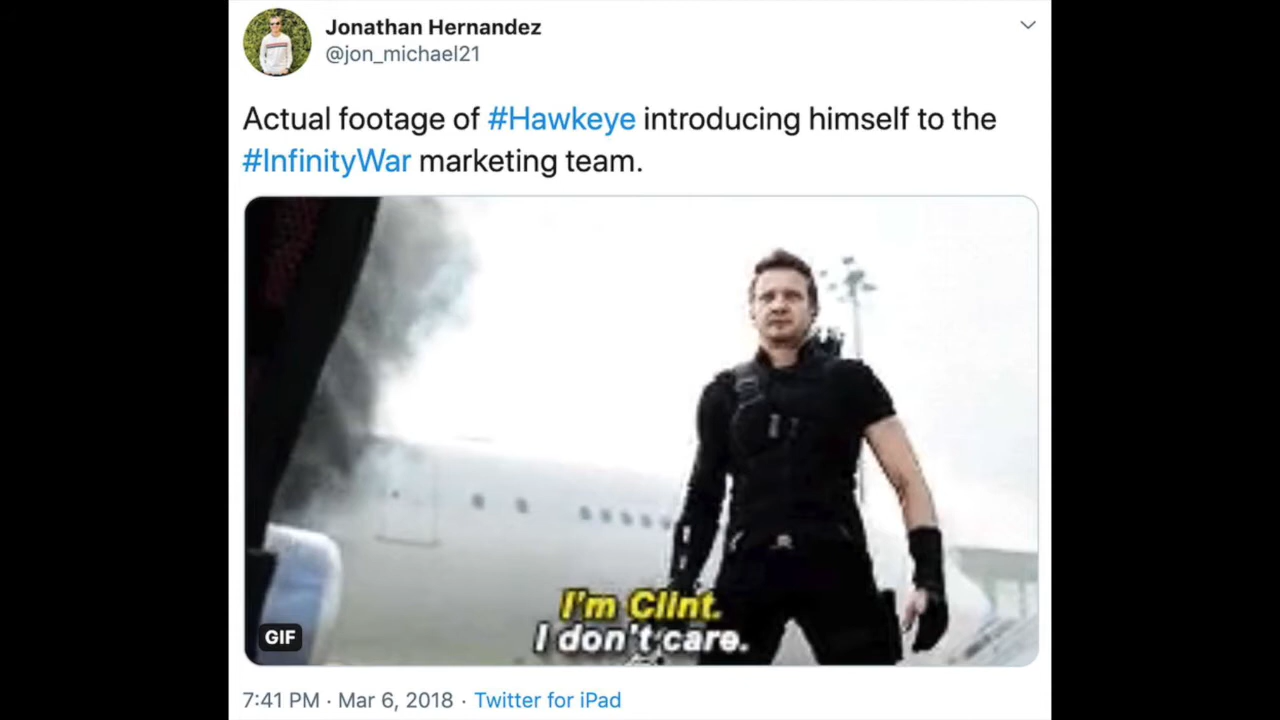 Jonathan Hernandez
@jon_michael21
Actual footage of #Hawkeye introducing himself to the
#InfinityWar marketing team.
I'm Clint.
I don't care.
GIF
7:41 PM · Mar 6, 2018 · Twitter for iPad